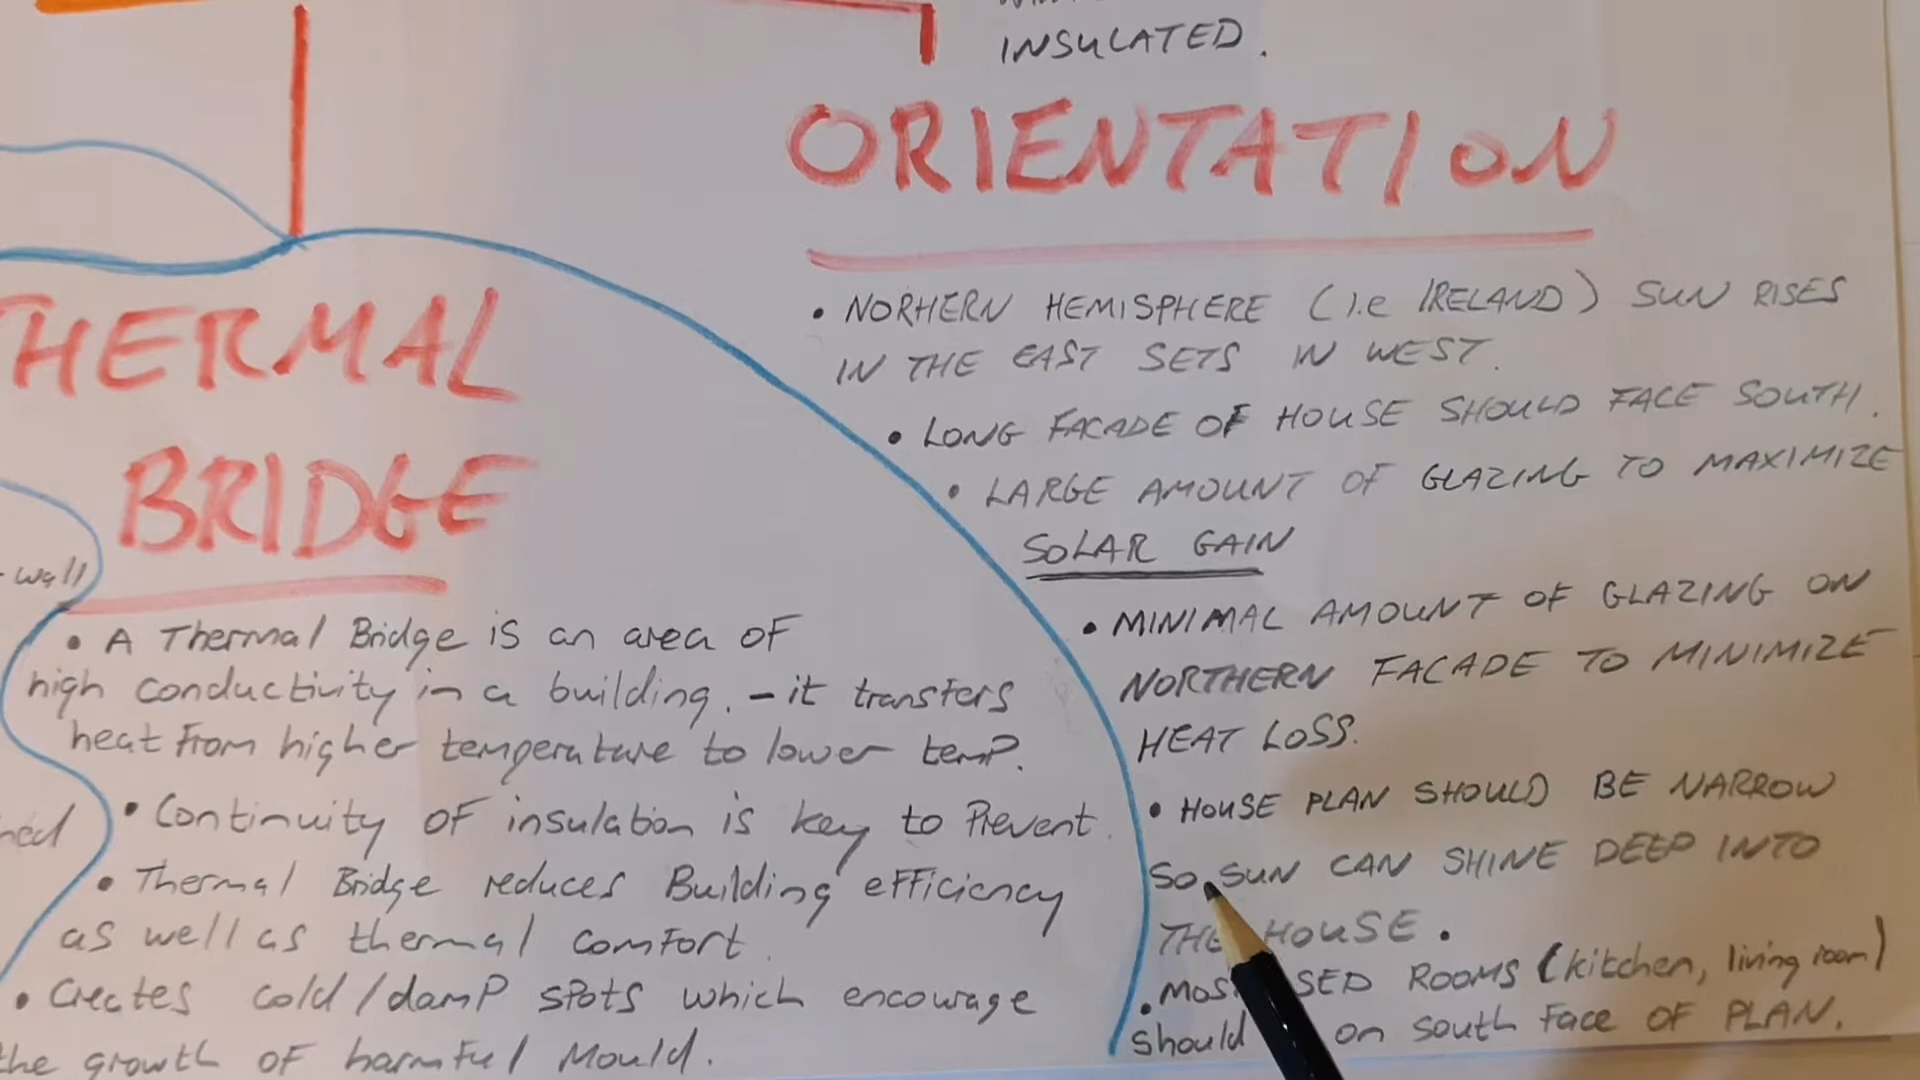 INSULATED.
ORIENTATION
• NORHERN HEMISPHERE (i.e IRELAND) SUN RISES
IN THE EAST SETS IN WEST.
• LONG FACADE OF HOUSE SHOULD FACE SOUTH.
• LARGE AMOUNT OF GLAZING TO MAXIMIZE
SOLAR GAIN
• MINIMAL AMOUNT OF GLAZING ON
NORTHERN FACADE TO MINIMIZE
HEAT LOSS.
• HOUSE PLAN SHOULD BE NARROW
SO SUN CAN SHINE DEEP INTO
THE HOUSE.
• ROOMS (kitchen, living room)
should on south face of PLAN.
THERMAL
BRIDGE
wall
• A Thermal Bridge is an area of
high conductivity in a building. - it transfers
heat from higher temperature to lower temp.
• Continuity of insulation is key to Prevent.
• Thermal Bridge reduces Building efficiency
as well as thermal comfort.
• Creates cold/damp spots which encourage
the growth of harmful Mould.